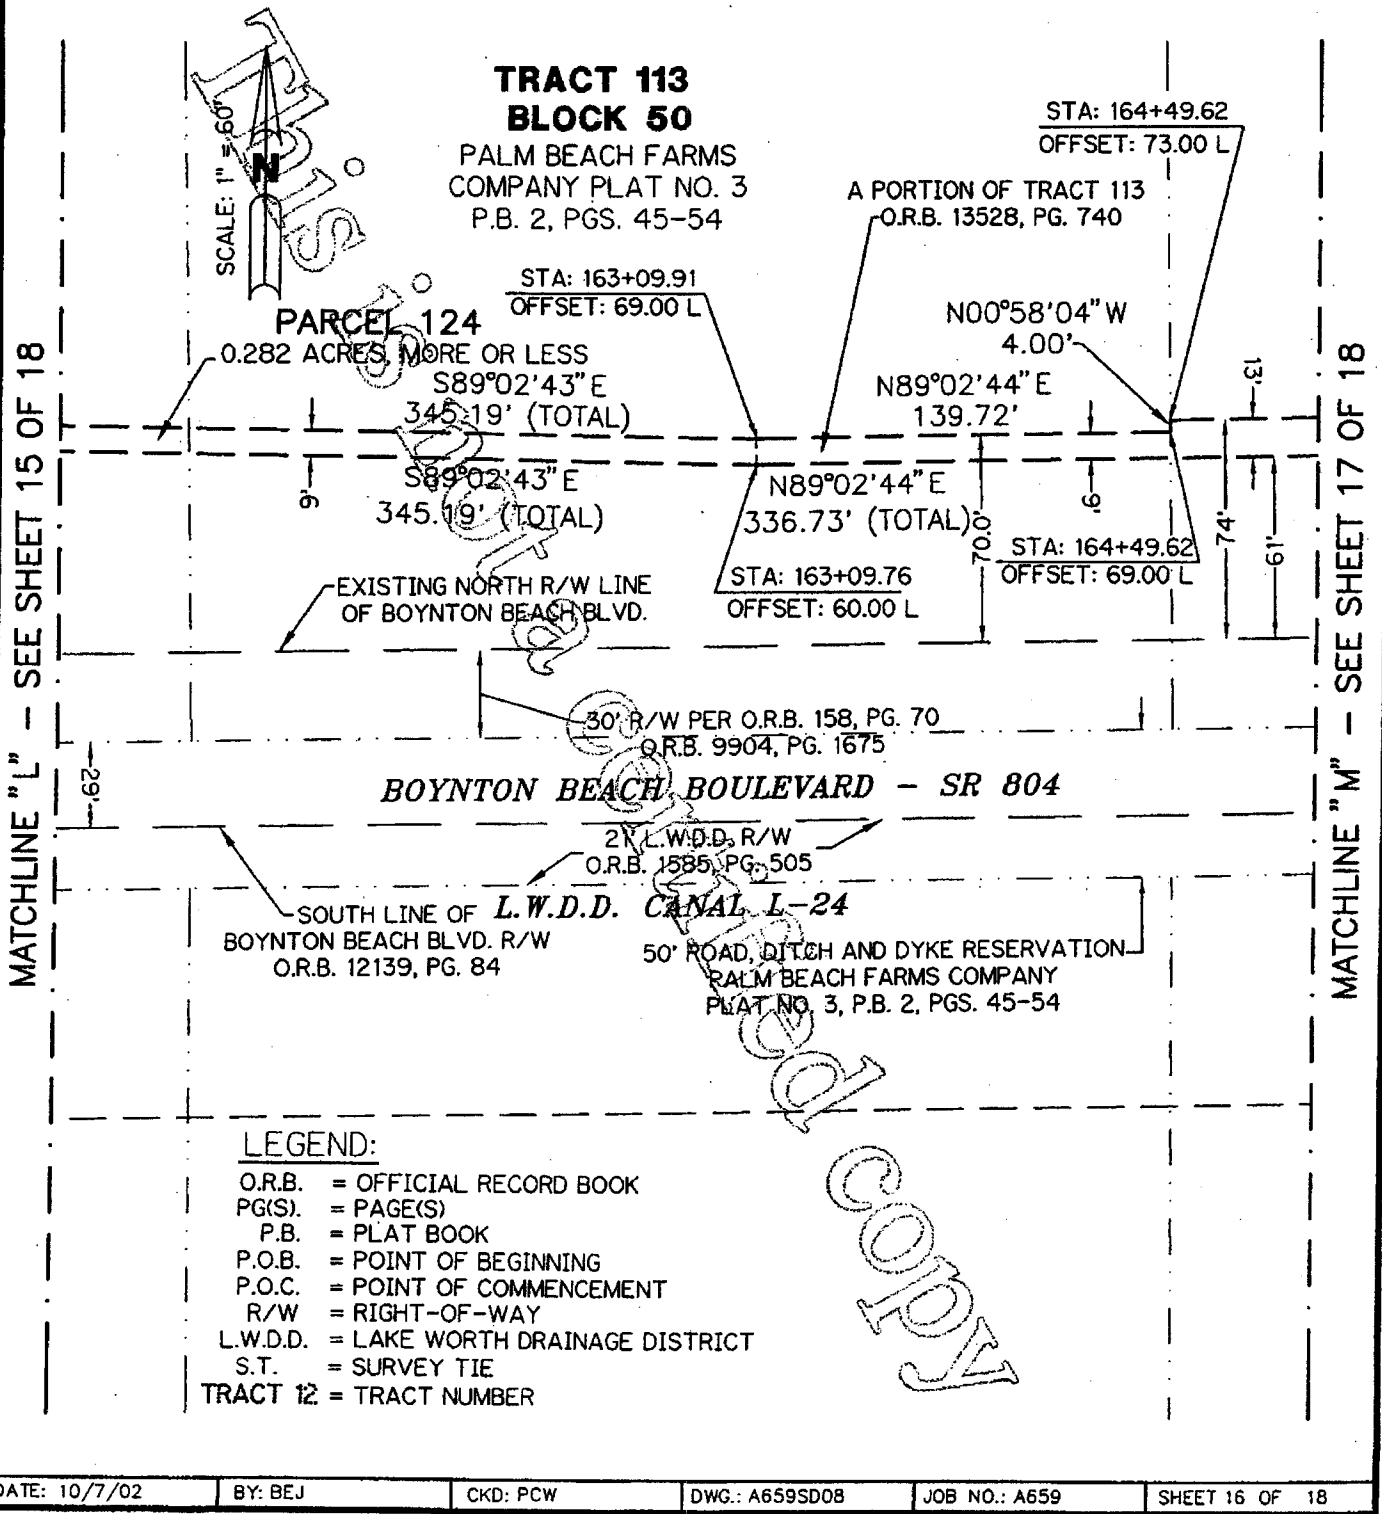 TRACT 113
BLOCK 50
PALM BEACH FARMS
COMPANY PLAT NO. 3
P.B. 2, PGS. 45-54
SCALE: 1" = 60'
N
STA: 164+49.62
OFFSET: 73.00 L
A PORTION OF TRACT 113
O.R.B. 13528, PG. 740
STA: 163+09.91
OFFSET: 69.00 L
N00°58'04" W
4.00'
PARCEL 124
0.282 ACRES, MORE OR LESS
S89°02'43" E
345.19' (TOTAL)
N89°02'44" E
139.72'
13'
S89°02'43" E
345.19' (TOTAL)
9'
N89°02'44" E
336.73' (TOTAL)
70.0'
9'
74'
61'
STA: 164+49.62
OFFSET: 69.00 L
STA: 163+09.76
OFFSET: 60.00 L
EXISTING NORTH R/W LINE
OF BOYNTON BEACH BLVD.
30' R/W PER O.R.B. 158, PG. 70
O.R.B. 9904, PG. 1675
29'
BOYNTON BEACH BOULEVARD - SR 804
21' L.W.D.D. R/W
O.R.B. 1585, PG. 505
SOUTH LINE OF
BOYNTON BEACH BLVD. R/W
O.R.B. 12139, PG. 84
L.W.D.D. CANAL L-24
50' ROAD, DITCH AND DYKE RESERVATION
PALM BEACH FARMS COMPANY
PLAT NO. 3, P.B. 2, PGS. 45-54
MATCHLINE "L" - SEE SHEET 15 OF 18
MATCHLINE "M" - SEE SHEET 17 OF 18
This is not a certified copy
LEGEND:
O.R.B. = OFFICIAL RECORD BOOK
PG(S). = PAGE(S)
P.B. = PLAT BOOK
P.O.B. = POINT OF BEGINNING
P.O.C. = POINT OF COMMENCEMENT
R/W = RIGHT-OF-WAY
L.W.D.D. = LAKE WORTH DRAINAGE DISTRICT
S.T. = SURVEY TIE
TRACT 12 = TRACT NUMBER
DATE: 10/7/02 BY: BEJ CKD: PCW DWG.: A659SD08 JOB NO.: A659 SHEET 16 OF 18